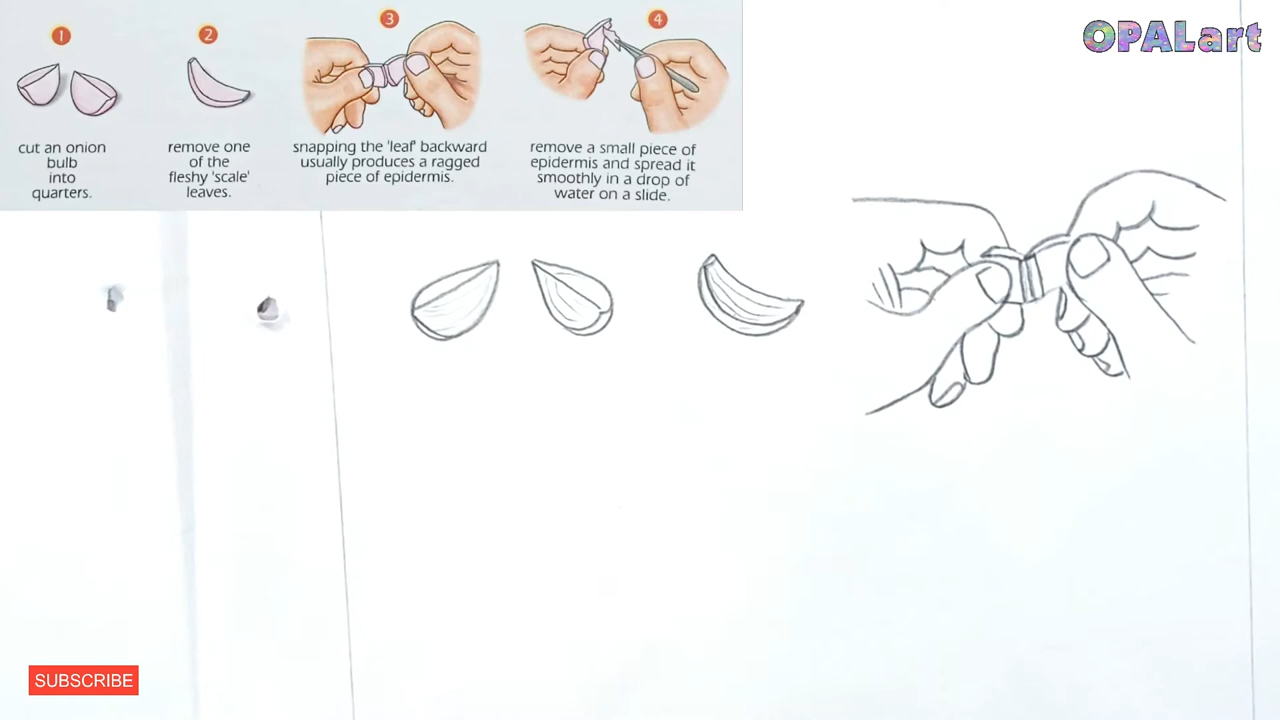 OPALart
1
2
3
4
cut an onion
bulb
into
quarters.
remove one
of the
fleshy 'scale'
leaves.
snapping the 'leaf' backward
usually produces a ragged
piece of epidermis.
remove a small piece of
epidermis and spread it
smoothly in a drop of
water on a slide.
SUBSCRIBE